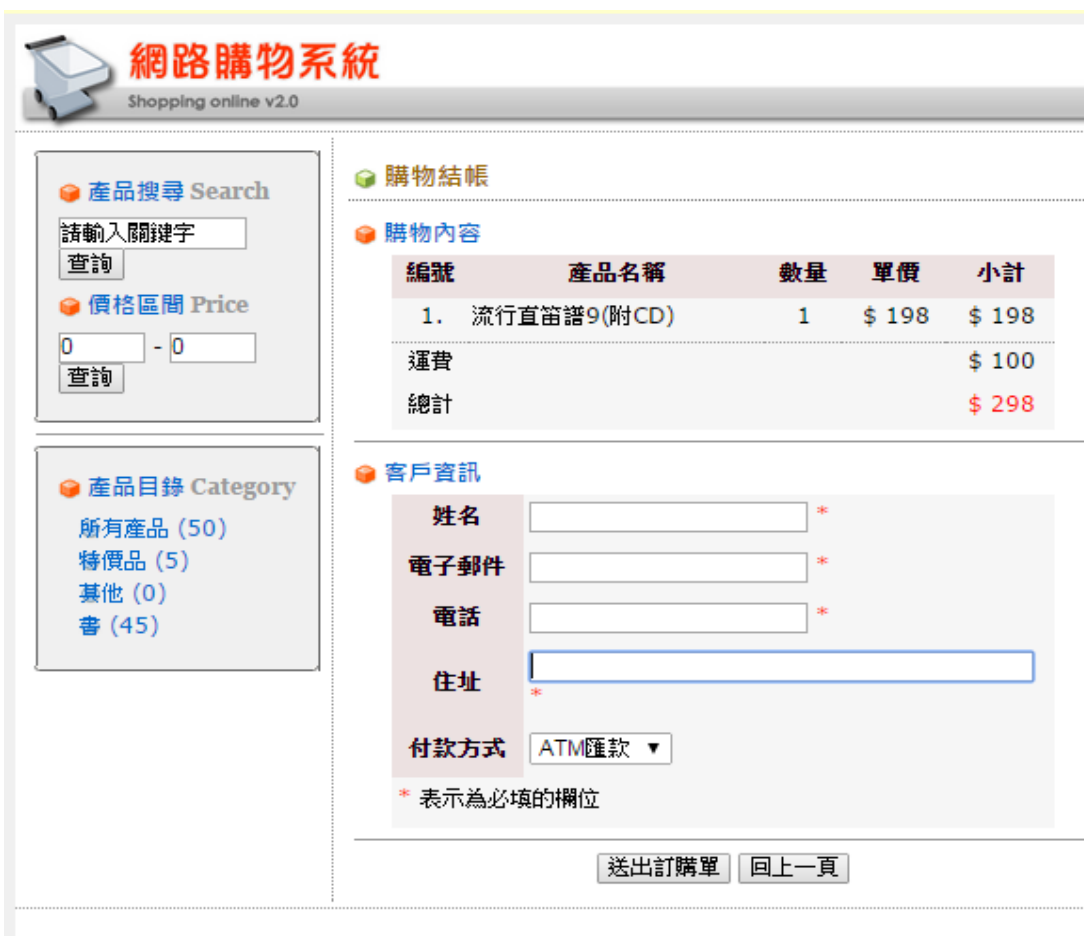 網路購物系統
Shopping online v2.0
產品搜尋 Search
請輸入關鍵字
查詢
價格區間 Price
0 - 0
查詢
產品目錄 Category
所有產品 (50)
特價品 (5)
其他 (0)
書 (45)
購物結帳
購物內容
編號 產品名稱 數量 單價 小計
1. 流行直笛譜9(附CD) 1 $ 198 $ 198
運費 $ 100
總計 $ 298
客戶資訊
姓名 *
電子郵件 *
電話 *
住址
*
付款方式 ATM匯款 ▼
* 表示為必填的欄位
送出訂購單 回上一頁